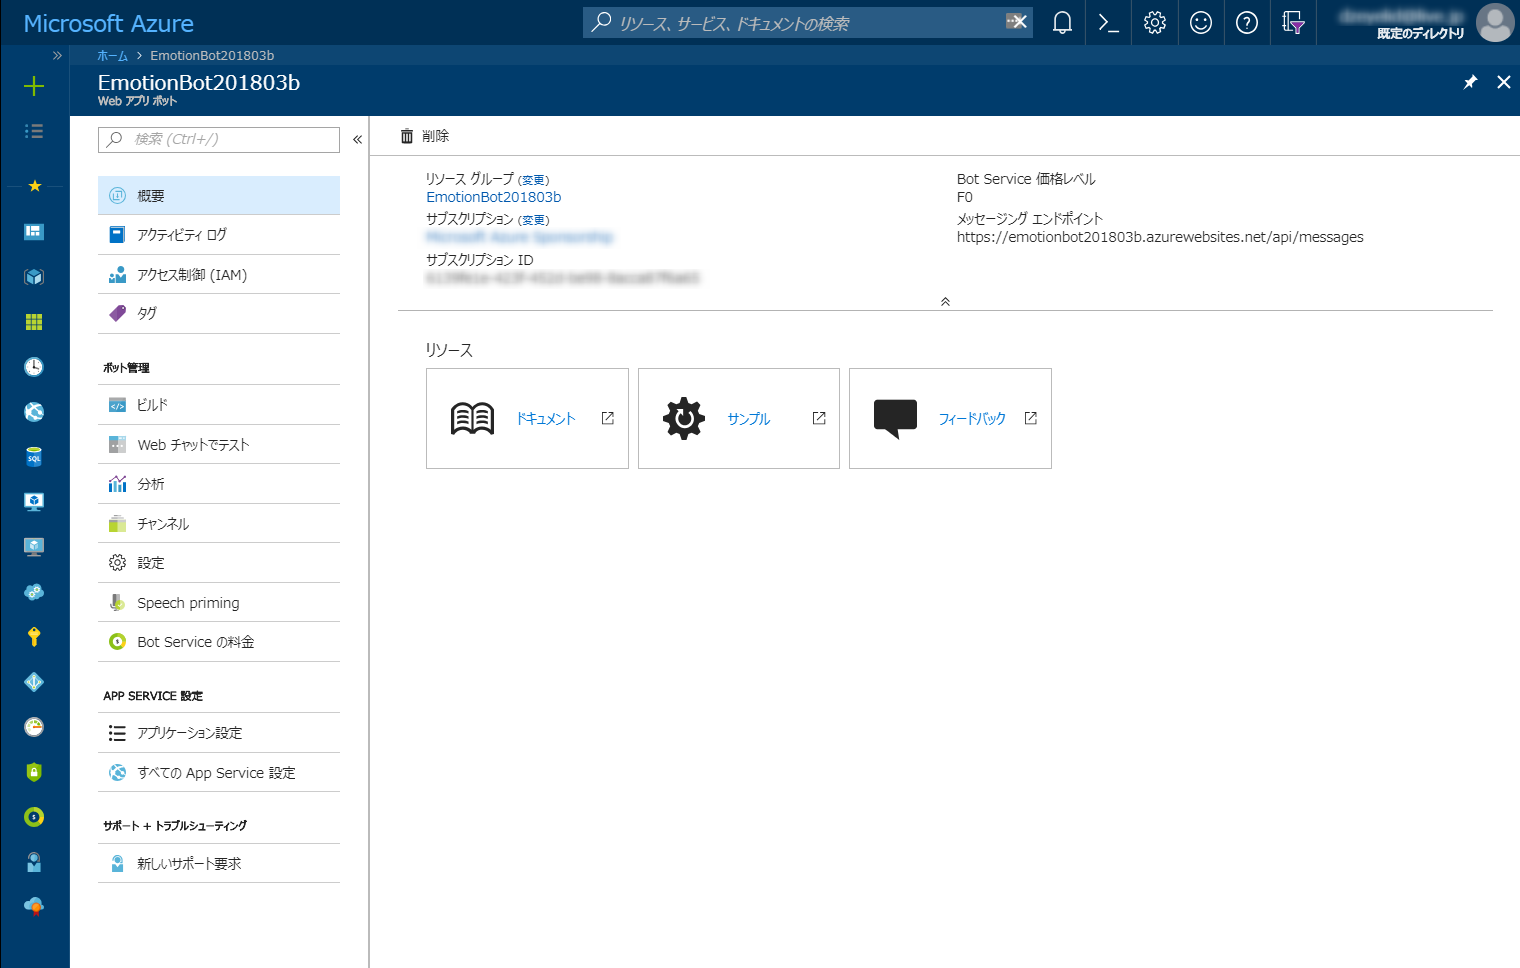 Microsoft Azure
リソース、サービス、ドキュメントの検索
既定のディレクトリ
ホーム > EmotionBot201803b
EmotionBot201803b
Web アプリ ボット
検索 (Ctrl+/)
概要
アクティビティ ログ
アクセス制御 (IAM)
タグ
ボット管理
ビルド
Web チャットでテスト
分析
チャンネル
設定
Speech priming
Bot Service の料金
APP SERVICE 設定
アプリケーション設定
すべての App Service 設定
サポート + トラブルシューティング
新しいサポート要求
削除
リソース グループ (変更)
EmotionBot201803b
サブスクリプション (変更)
サブスクリプション ID
Bot Service 価格レベル
F0
メッセージング エンドポイント
https://emotionbot201803b.azurewebsites.net/api/messages
リソース
ドキュメント
サンプル
フィードバック
SQL